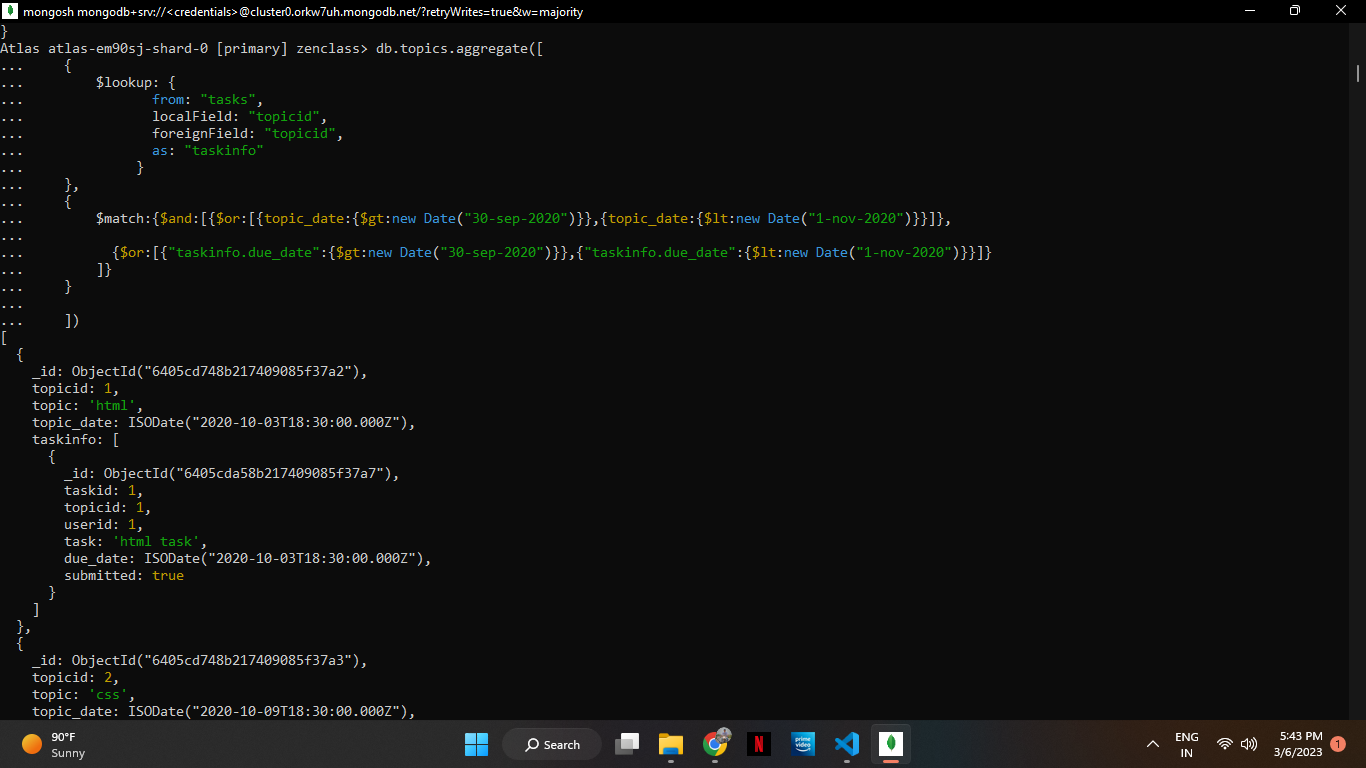 mongosh mongodb+srv://<credentials>@cluster0.orkw7uh.mongodb.net/?retryWrites=true&w=majority
}
Atlas atlas-em90sj-shard-0 [primary] zenclass> db.topics.aggregate([
...     {
...         $lookup: {
...                from: "tasks",
...                localField: "topicid",
...                foreignField: "topicid",
...                as: "taskinfo"
...              }
...     },
...     {
...         $match:{$and:[{$or:[{topic_date:{$gt:new Date("30-sep-2020")}},{topic_date:{$lt:new Date("1-nov-2020")}}]},
...
...           {$or:[{"taskinfo.due_date":{$gt:new Date("30-sep-2020")}},{"taskinfo.due_date":{$lt:new Date("1-nov-2020")}}]}
...         ]}
...     }
...
...     ])
[
  {
    _id: ObjectId("6405cd748b217409085f37a2"),
    topicid: 1,
    topic: 'html',
    topic_date: ISODate("2020-10-03T18:30:00.000Z"),
    taskinfo: [
      {
        _id: ObjectId("6405cda58b217409085f37a7"),
        taskid: 1,
        topicid: 1,
        userid: 1,
        task: 'html task',
        due_date: ISODate("2020-10-03T18:30:00.000Z"),
        submitted: true
      }
    ]
  },
  {
    _id: ObjectId("6405cd748b217409085f37a3"),
    topicid: 2,
    topic: 'css',
    topic_date: ISODate("2020-10-09T18:30:00.000Z"),
90°F
Sunny
Search
N
prime video
ENG
IN
5:43 PM
3/6/2023
1